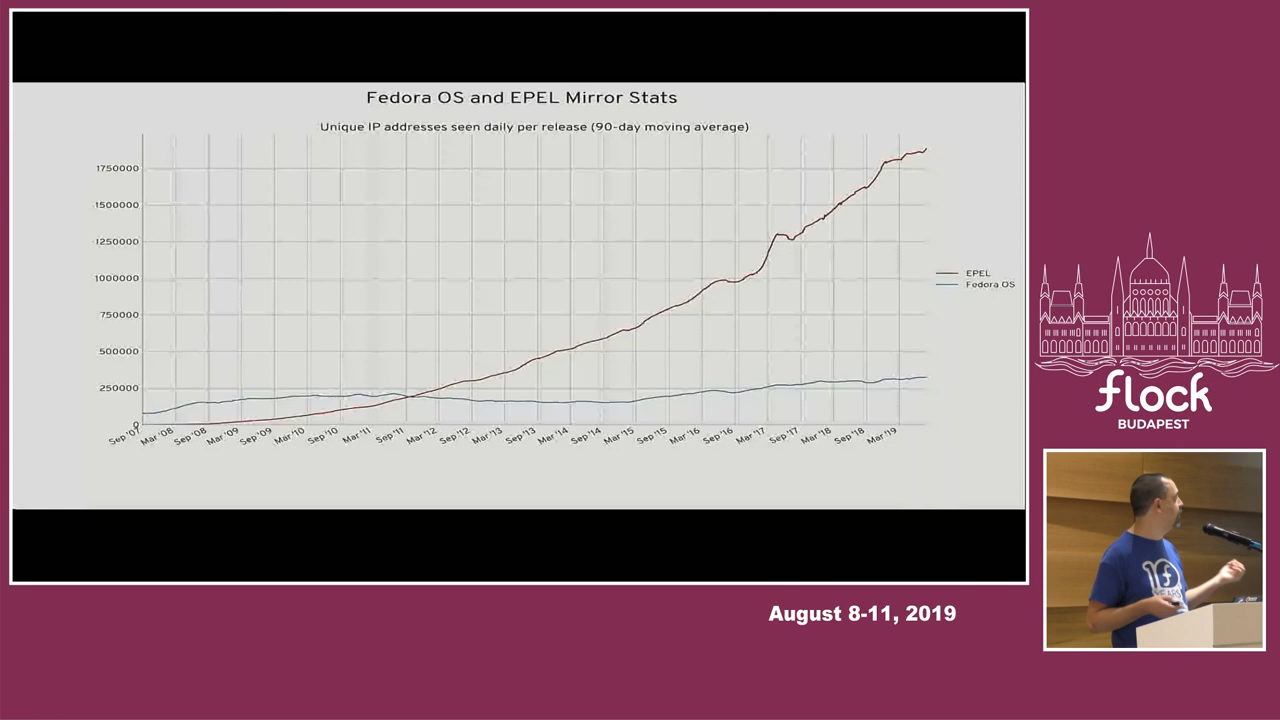 Fedora OS and EPEL Mirror Stats
Unique IP addresses seen daily per release (90-day moving average)
1750000
1500000
1250000
1000000
750000
500000
250000
0
Sep '07 Mar '08 Sep '08 Mar '09 Sep '09 Mar '10 Sep '10 Mar '11 Sep '11 Mar '12 Sep '12 Mar '13 Sep '13 Mar '14 Sep '14 Mar '15 Sep '15 Mar '16 Sep '16 Mar '17 Sep '17 Mar '18 Sep '18 Mar '19
EPEL
Fedora OS
flock
BUDAPEST
10
YEARS
August 8-11, 2019